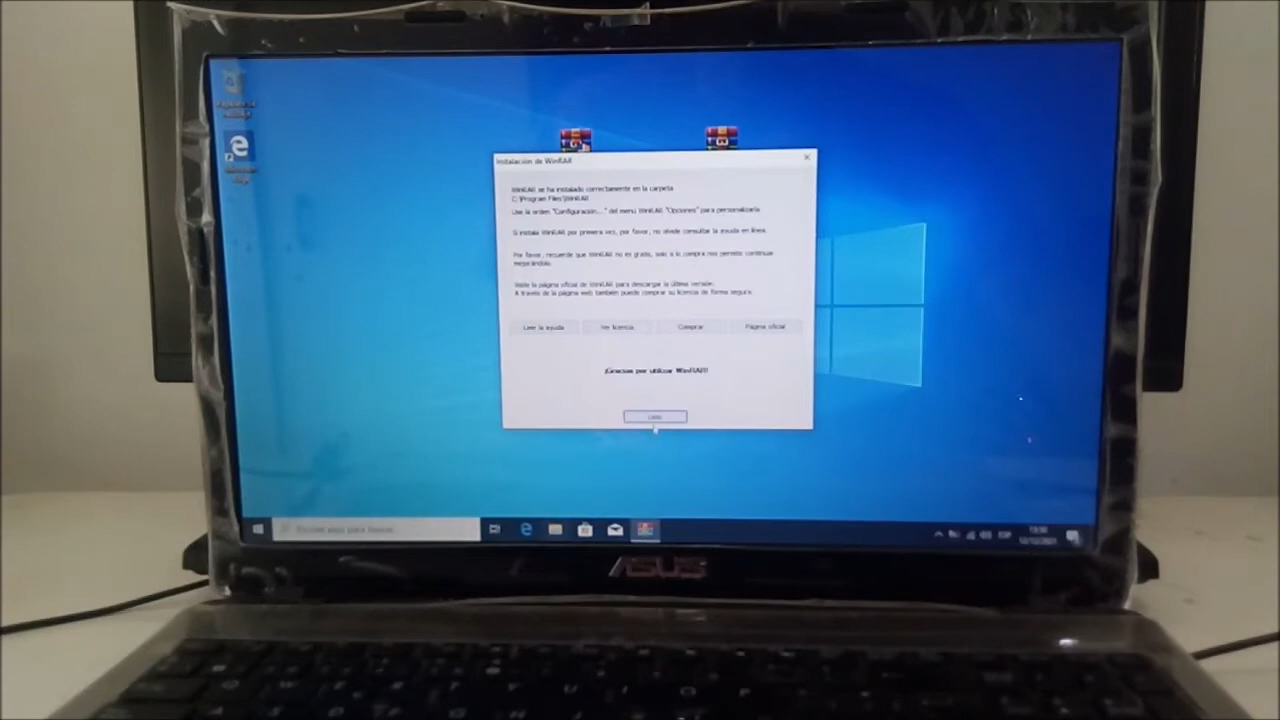 Instalación de WinRAR
WinRAR se ha instalado correctamente en la carpeta
C:\Program Files\WinRAR
Use la orden "Configuración..." del menú WinRAR "Opciones" para personalizarla
Si instala WinRAR por primera vez, por favor, no olvide consultar la ayuda en línea.
Por favor, recuerde que WinRAR no es gratis, solo si lo compra nos permite continuar
mejorándolo.
Visite la página oficial de WinRAR para descargar la última versión.
A través de la página web también puede comprar su licencia de forma segura.
Leer la ayuda
Ver licencia
Comprar
Página oficial
¡Gracias por utilizar WinRAR!
Listo
ASUS